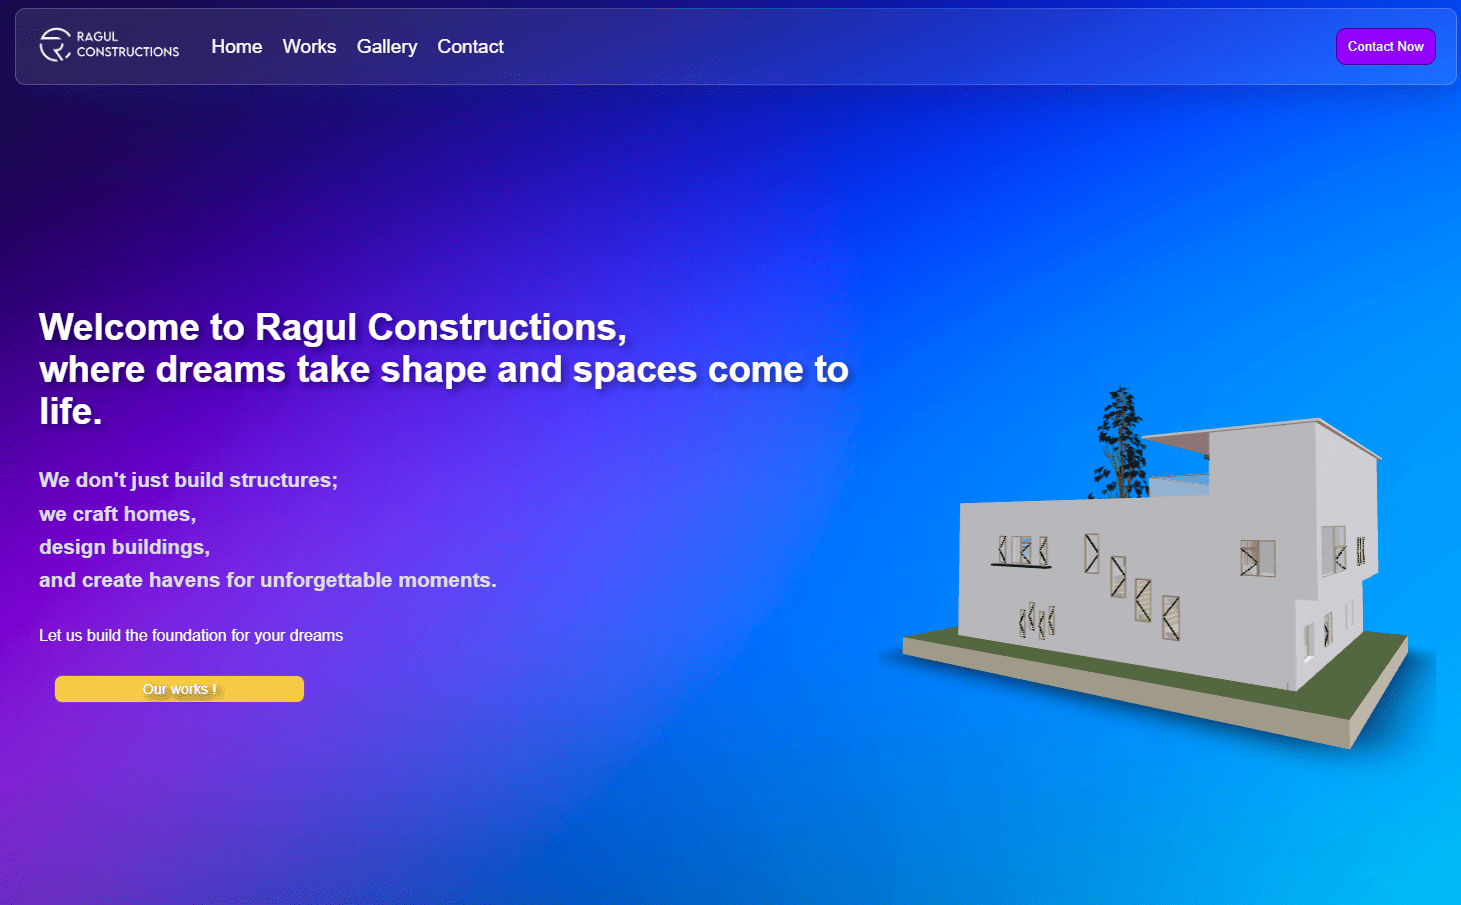 RAGUL
CONSTRUCTIONS
Home Works Gallery Contact
Contact Now
Welcome to Ragul Constructions,
where dreams take shape and spaces come to
life.
We don't just build structures;
we craft homes,
design buildings,
and create havens for unforgettable moments.
Let us build the foundation for your dreams
Our works !